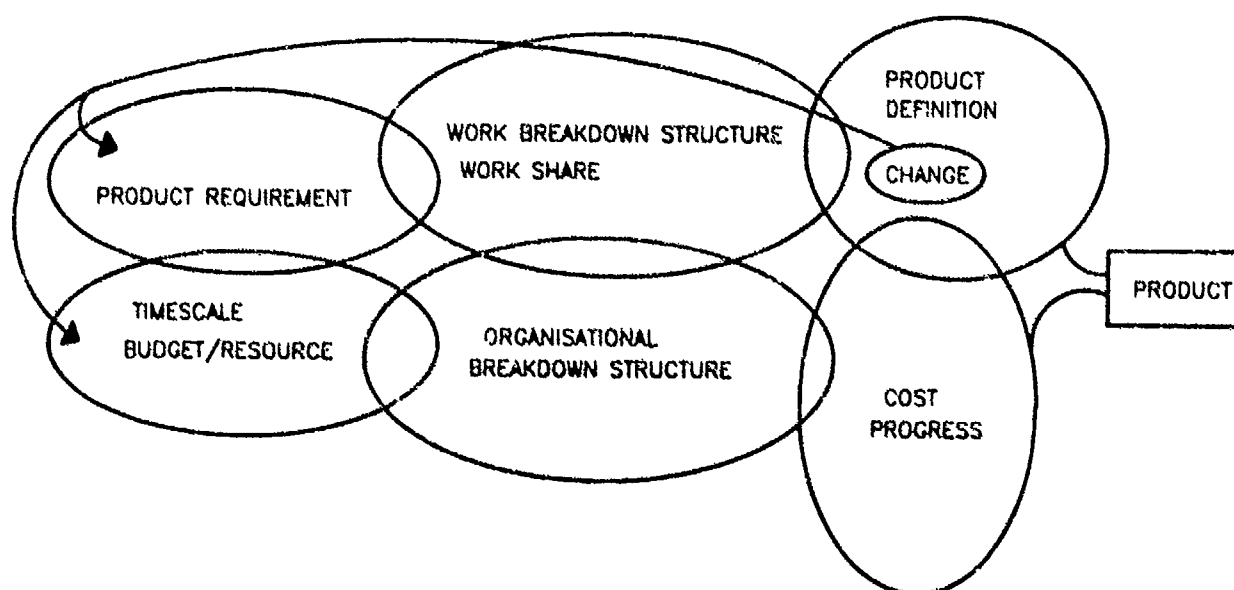 PRODUCT
DEFINITION
WORK BREAKDOWN STRUCTURE
WORK SHARE
CHANGE
PRODUCT REQUIREMENT
PRODUCT
TIMESCALE
BUDGET/RESOURCE
ORGANISATIONAL
BREAKDOWN STRUCTURE
COST
PROGRESS